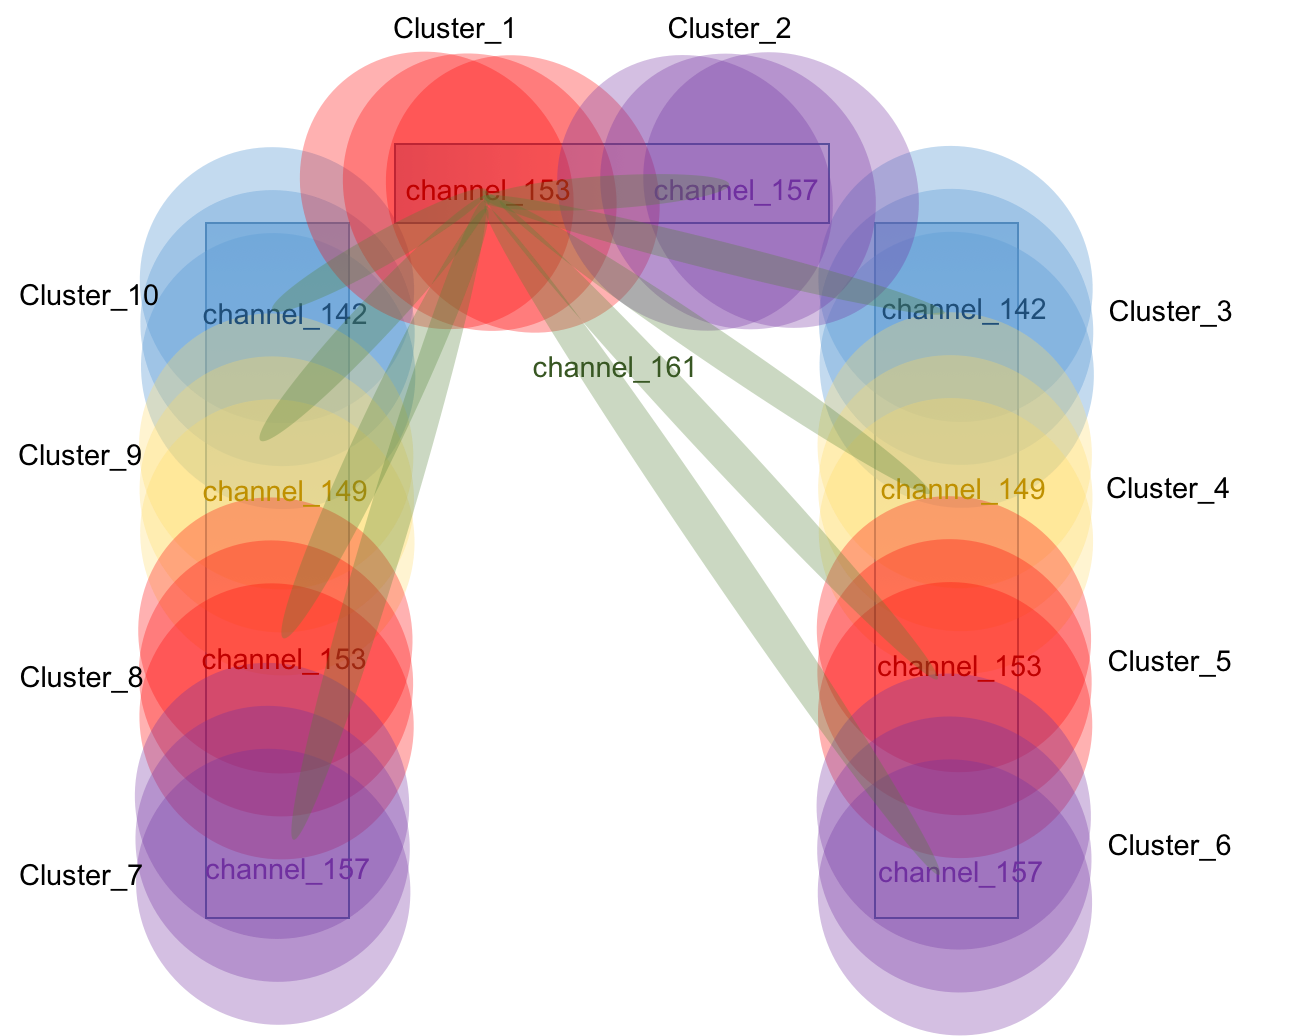 Cluster_1
Cluster_2
channel_153
channel_157
Cluster_10
channel_142
channel_142
Cluster_3
channel_161
Cluster_9
channel_149
channel_149
Cluster_4
Cluster_8
channel_153
channel_153
Cluster_5
Cluster_7
channel_157
channel_157
Cluster_6